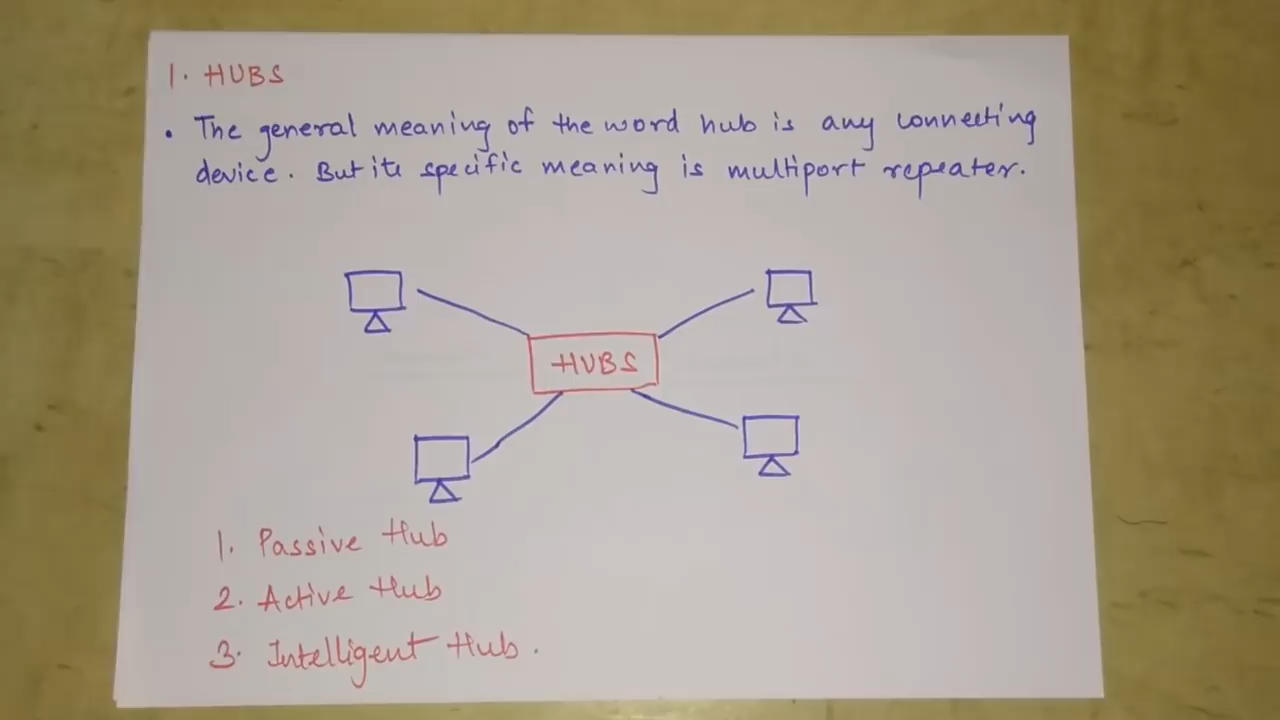 1. HUBS
• The general meaning of the word hub is any connecting
device. But its specific meaning is multiport repeater.
HUBS
1. Passive Hub
2. Active Hub
3. Intelligent Hub.